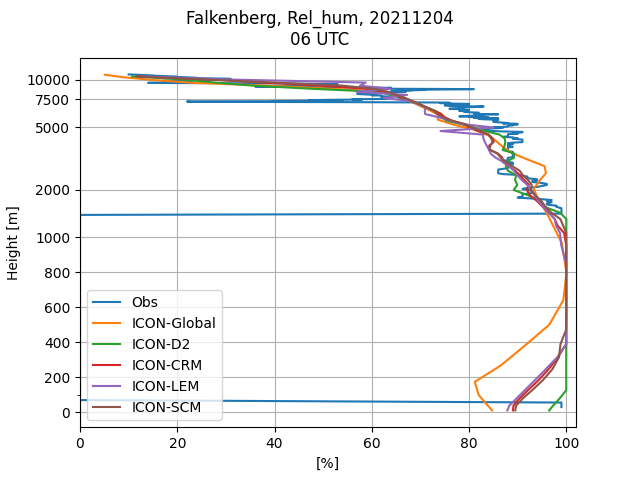 Falkenberg, Rel_hum, 20211204
06 UTC
10000
7500
5000
2000
1000
800
600
400
200
0
Height [m]
Obs
ICON-Global
ICON-D2
ICON-CRM
ICON-LEM
ICON-SCM
0 20 40 60 80 100
[%]